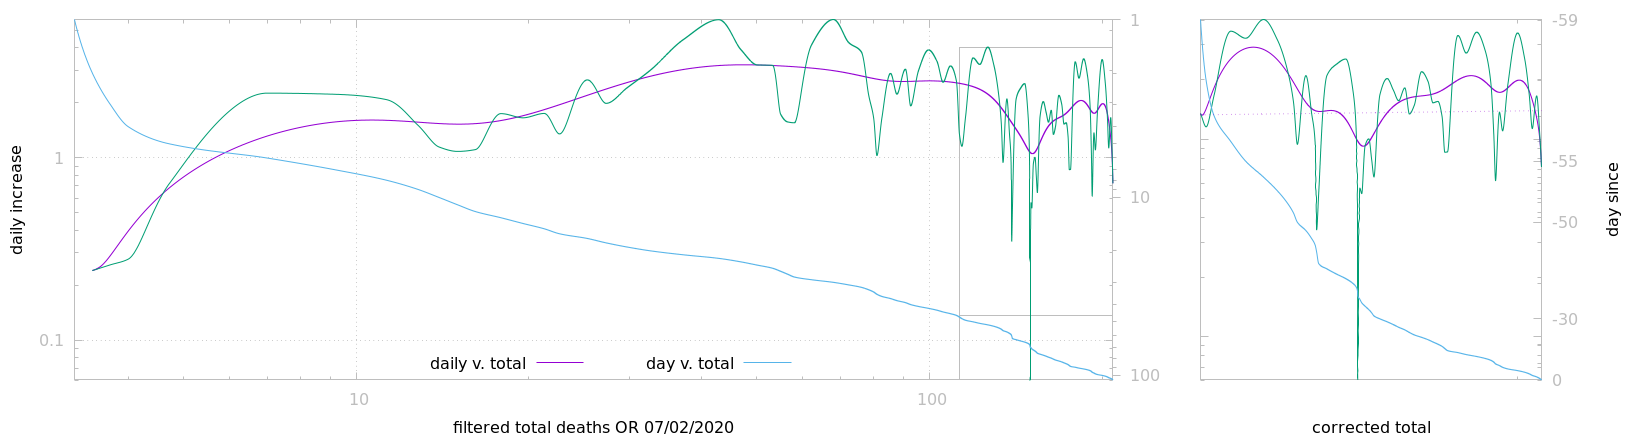 1
-59
1
-55
10
-50
daily increase
day since
0.1
-30
daily v. total
day v. total
100
0
10
100
filtered total deaths OR 07/02/2020
corrected total